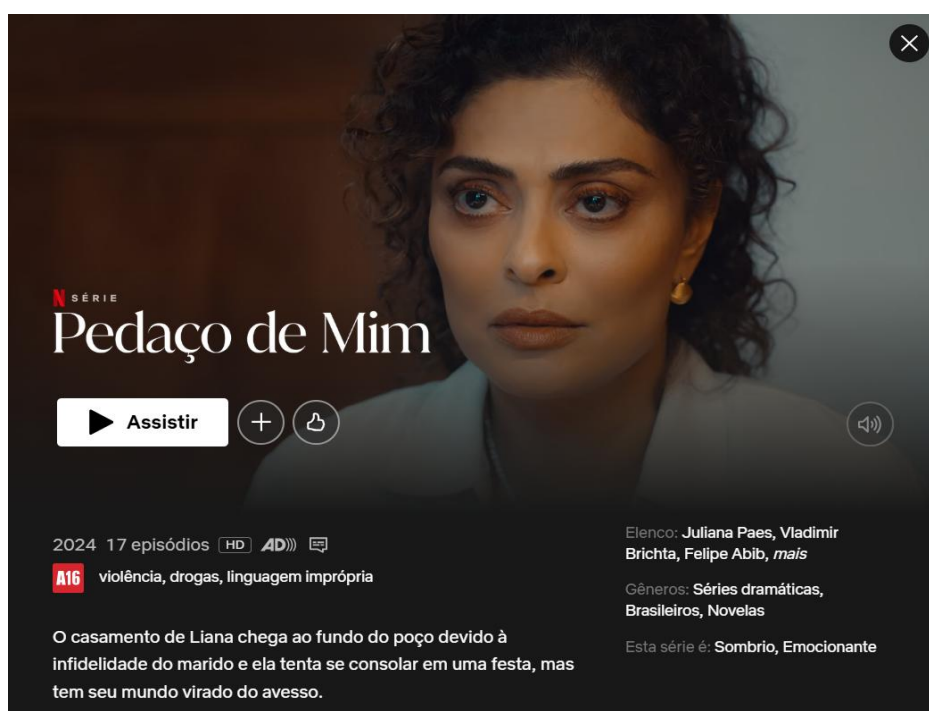 N SÉRIE
Pedaço de Mim
Assistir
2024 17 episódios HD AD
A16 violência, drogas, linguagem imprópria
O casamento de Liana chega ao fundo do poço devido à
infidelidade do marido e ela tenta se consolar em uma festa, mas
tem seu mundo virado do avesso.
Elenco: Juliana Paes, Vladimir
Brichta, Felipe Abib, mais
Gêneros: Séries dramáticas,
Brasileiros, Novelas
Esta série é: Sombrio, Emocionante